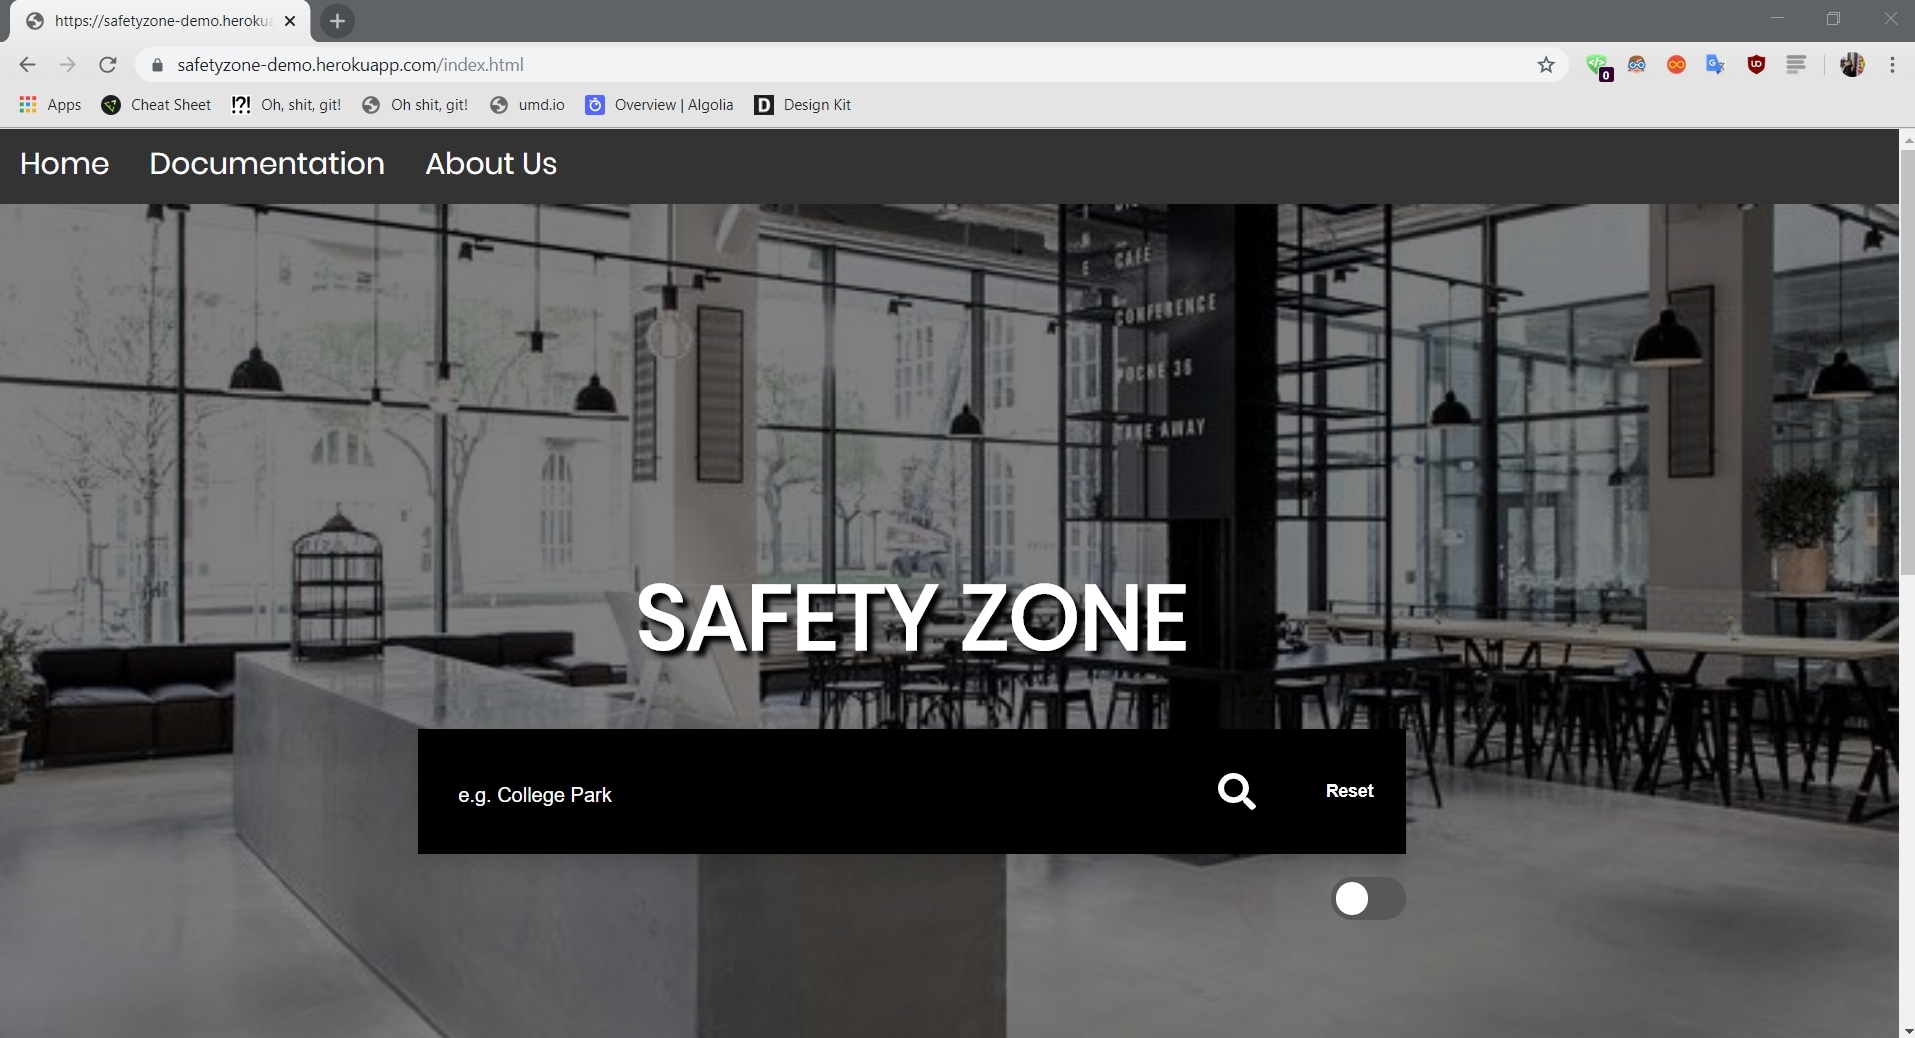 https://safetyzone-demo.heroku
safetyzone-demo.herokuapp.com/index.html
0
Apps
Cheat Sheet
!?! Oh, shit, git!
Oh shit, git!
umd.io
Overview | Algolia
D Design Kit
Home
Documentation
About Us
CAFE
CONFERENCE
POCHE 36
TAKE AWAY
SAFETY ZONE
e.g. College Park
Reset